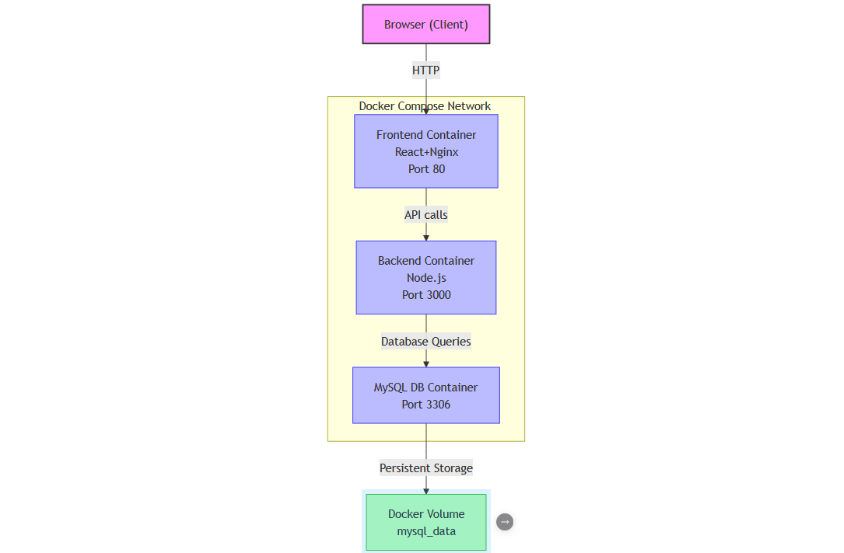 Browser (Client)
HTTP
Docker Compose Network
Frontend Container
React+Nginx
Port 80
API calls
Backend Container
Node.js
Port 3000
Database Queries
MySQL DB Container
Port 3306
Persistent Storage
Docker Volume
mysql_data